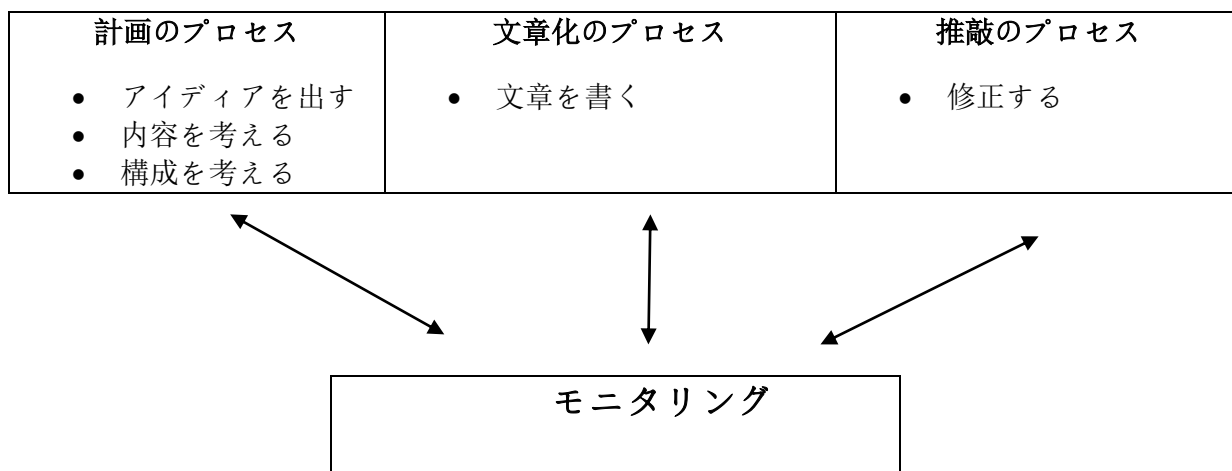 計画のプロセス
アイディアを出す
内容を考える
構成を考える
文章化のプロセス
文章を書く
推敲のプロセス
修正する
モニタリング